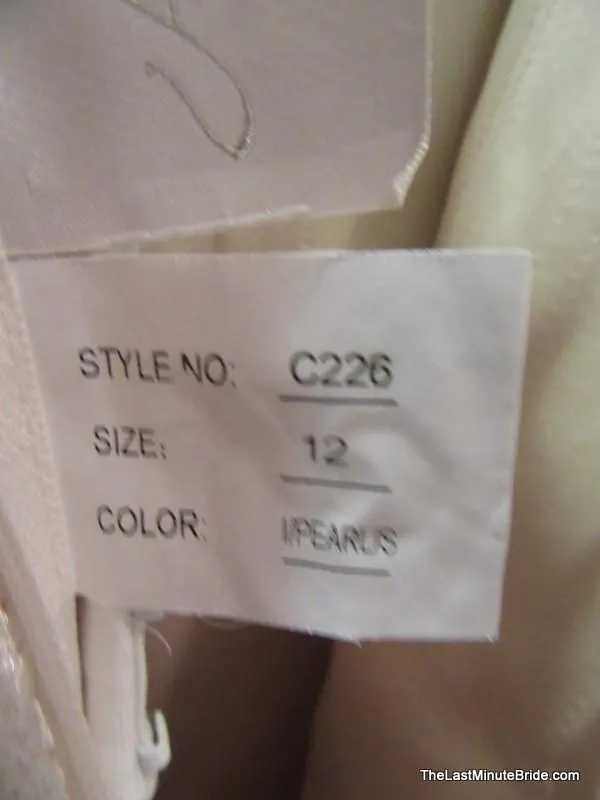 STYLE NO: C226
SIZE: 12
COLOR: I/PEARL/S
TheLastMinuteBride.com